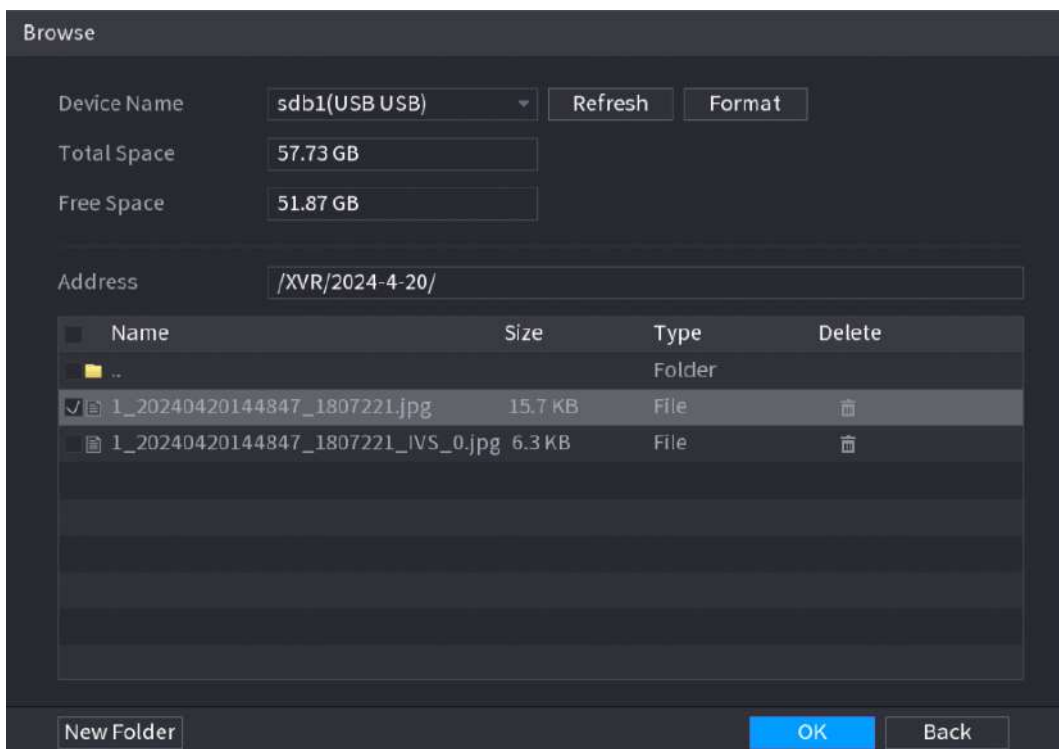 Browse
Device Name sdb1(USB USB) Refresh Format
Total Space 57.73 GB
Free Space 51.87 GB
Address /XVR/2024-4-20/
Name Size Type Delete
.. Folder
1_20240420144847_1807221.jpg 15.7 KB File
1_20240420144847_1807221_IVS_0.jpg 6.3 KB File
New Folder OK Back